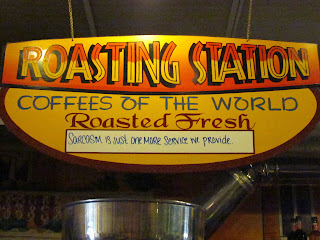 ROASTING STATION
COFFEES OF THE WORLD
Roasted Fresh
SARCASM IS JUST ONE MORE SERVICE WE PROVIDE.